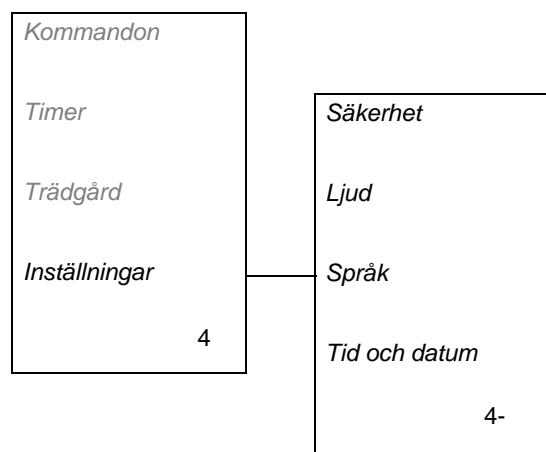 Kommandon
Timer
Trädgård
Inställningar
4
Säkerhet
Ljud
Språk
Tid och datum
4-